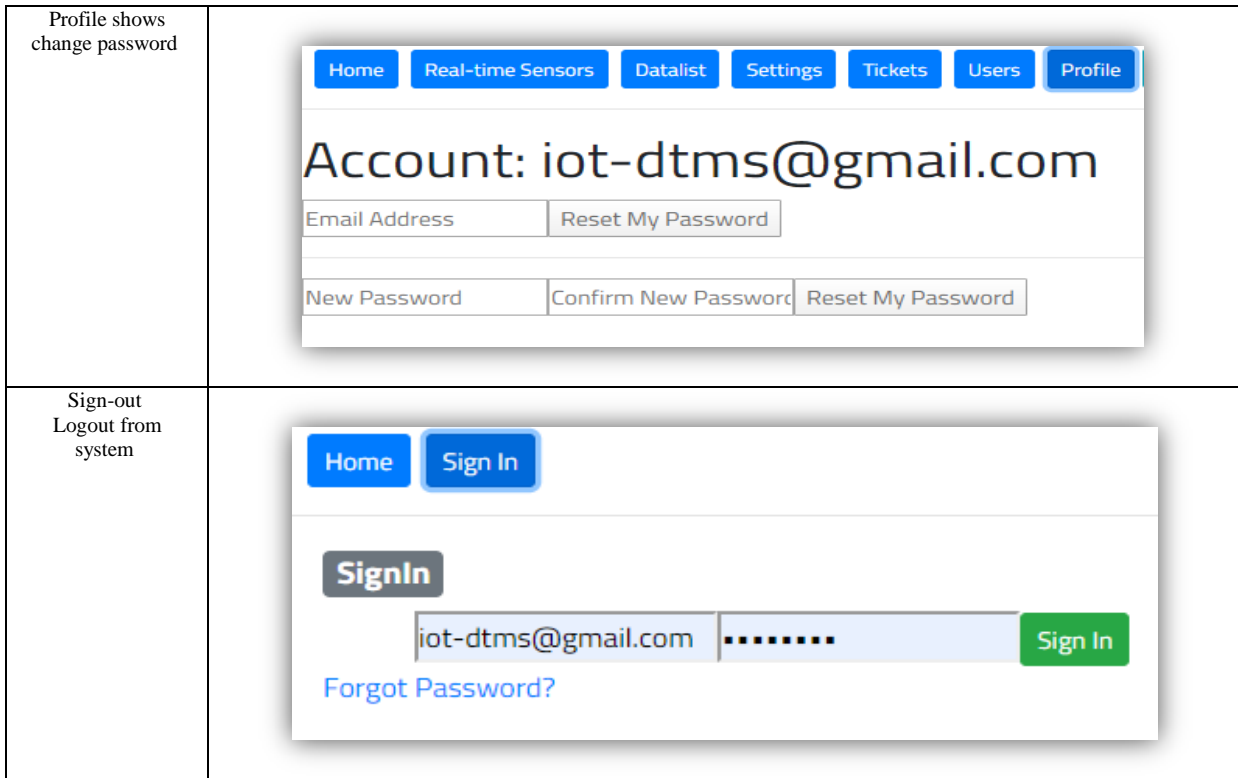 Profile shows
change password
Home Real-time Sensors Datalist Settings Tickets Users Profile
Account: iot-dtms@gmail.com
Email Address Reset My Password
New Password Confirm New Password Reset My Password
Sign-out
Logout from
system
Home Sign In
SignIn
iot-dtms@gmail.com •••••••• Sign In
Forgot Password?